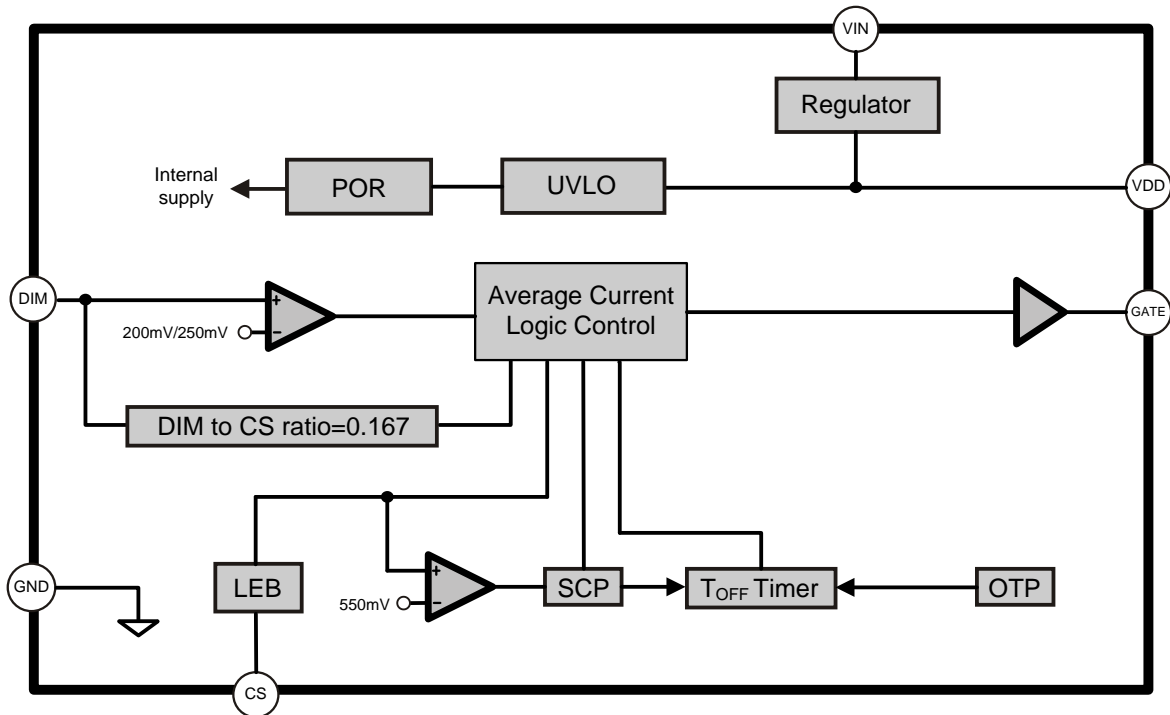 VIN
Regulator
Internal
supply
POR
UVLO
VDD
DIM
200mV/250mV
+
−
Average Current
Logic Control
GATE
DIM to CS ratio=0.167
GND
LEB
550mV
+
−
SCP
TOFF Timer
OTP
CS